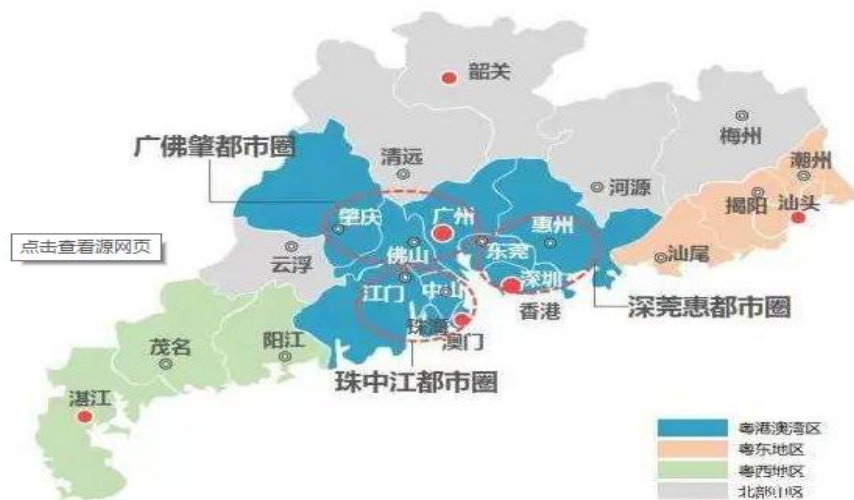 韶关
梅州
广佛肇都市圈
清远
潮州
河源
揭阳
汕头
肇庆
广州
惠州
点击查看源网页
云浮
佛山
东莞
汕尾
江门
中山
深圳
香港
深莞惠都市圈
珠海
澳门
茂名
阳江
珠中江都市圈
湛江
粤港澳湾区
粤东地区
粤西地区
北部山区